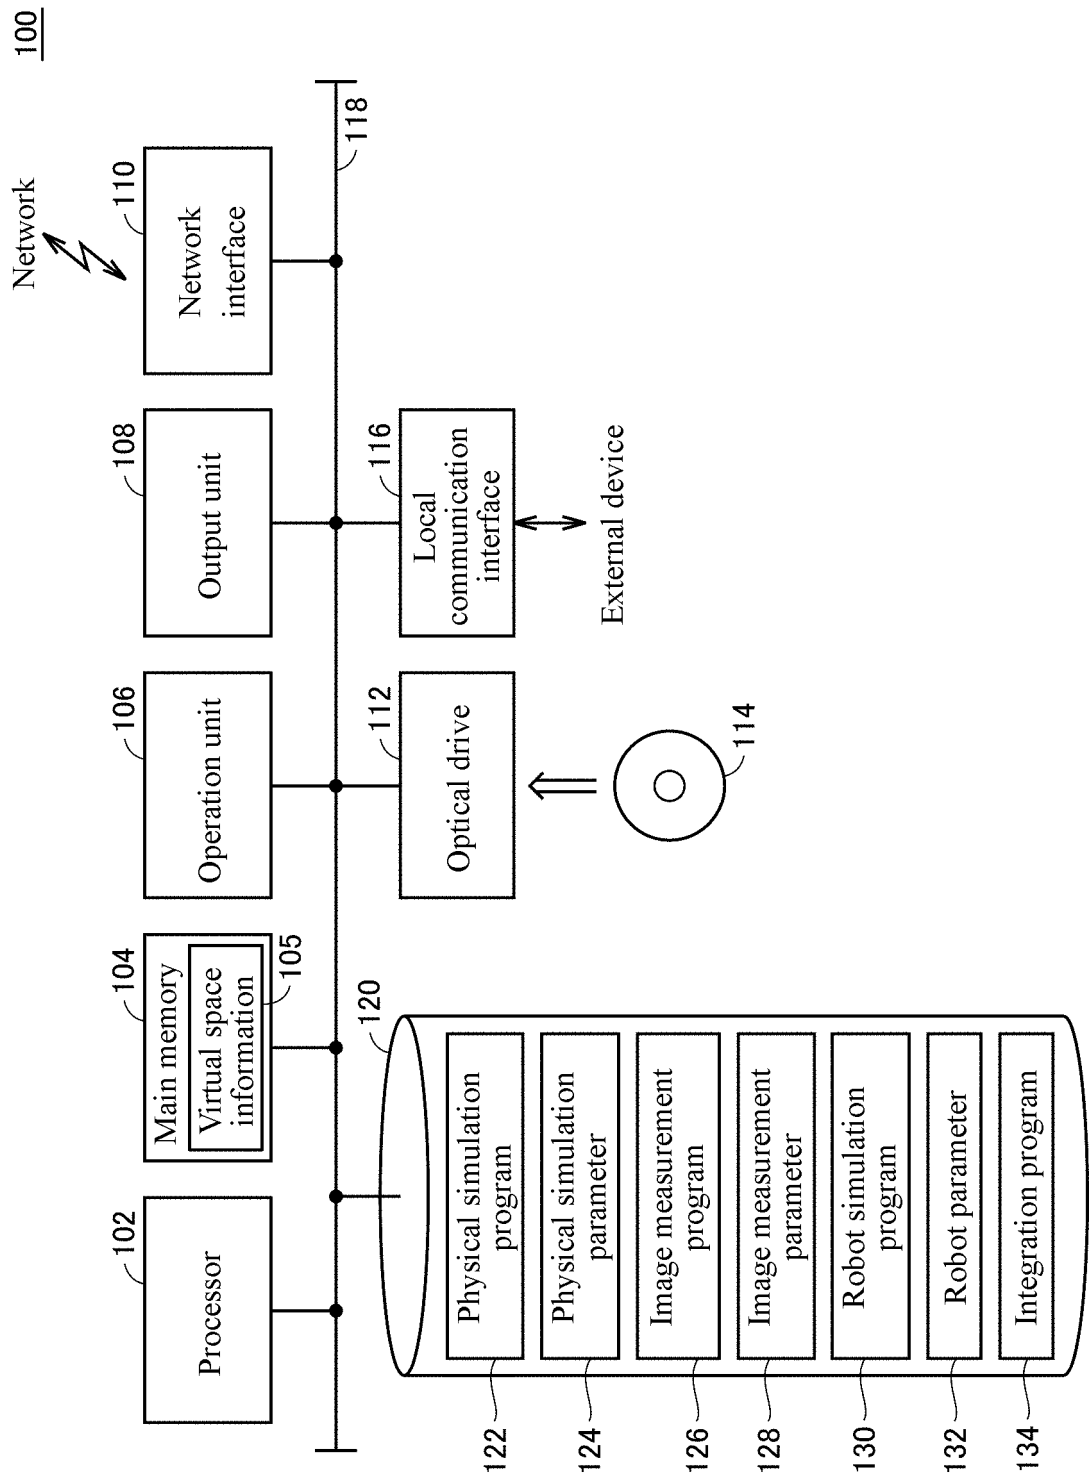 100
Network
102
104
106
108
110
Processor
Main memory
Virtual space
information
105
Operation unit
Output unit
Network
interface
118
120
112
116
Optical drive
Local
communication
interface
114
External device
122
Physical simulation
program
124
Physical simulation
parameter
126
Image measurement
program
128
Image measurement
parameter
130
Robot simulation
program
132
Robot parameter
134
Integration program